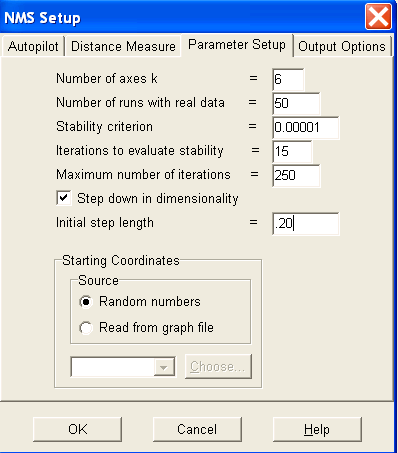 NMS Setup
Autopilot Distance Measure Parameter Setup Output Options
Number of axes k = 6
Number of runs with real data = 50
Stability criterion = 0.00001
Iterations to evaluate stability = 15
Maximum number of iterations = 250
Step down in dimensionality
Initial step length = .20
Starting Coordinates
Source
Random numbers
Read from graph file
Choose...
OK Cancel Help